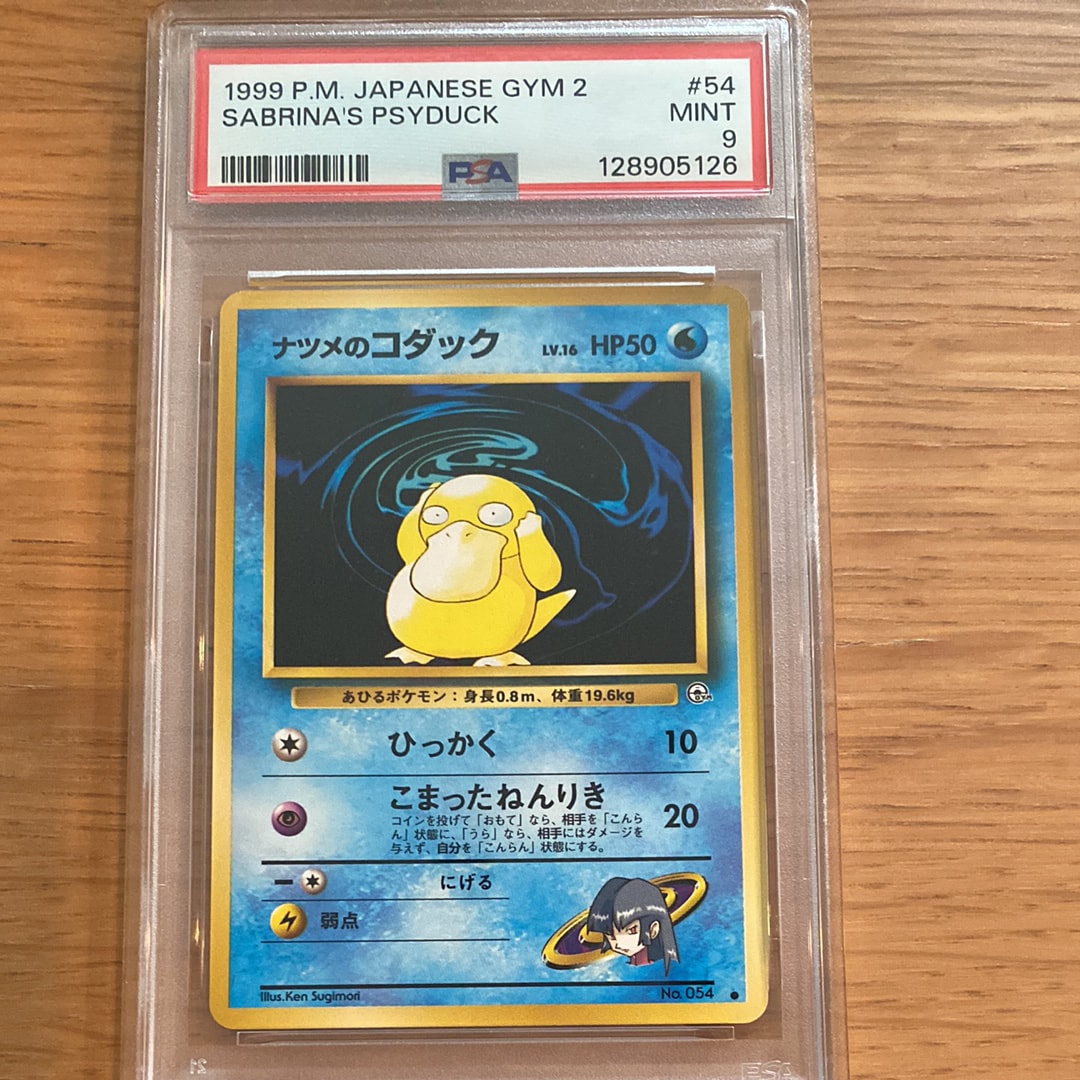 1999 P.M. JAPANESE GYM 2 #54
SABRINA'S PSYDUCK MINT
9
PSA 128905126
ナツメのコダック LV.16 HP50
あひるポケモン：身長0.8m、体重19.6kg
GYM
ひっかく 10
こまったねんりき 20
コインを投げて「おもて」なら、相手を「こんら
ん」状態に、「うら」なら、相手にはダメージを
与えず、自分を「こんらん」状態にする。
にげる
弱点
Illus.Ken Sugimori No. 054
21 PSA